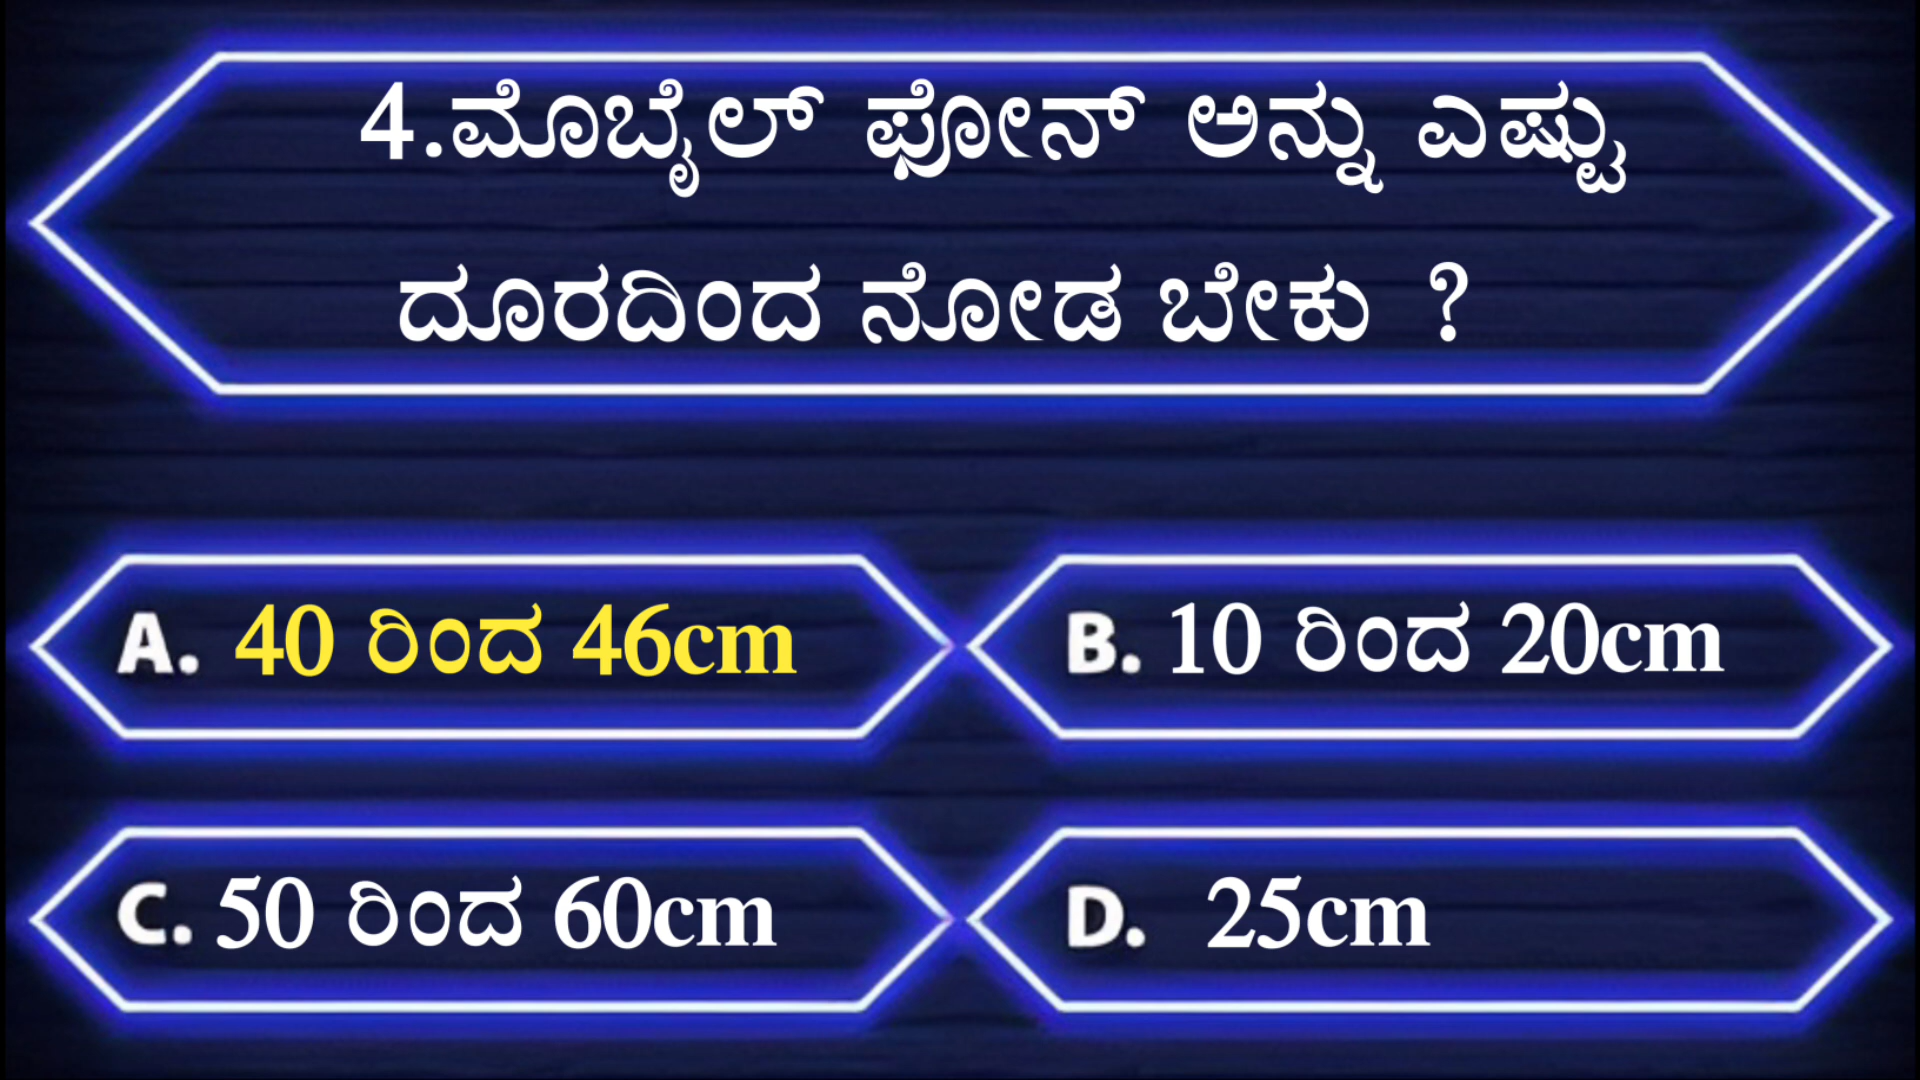 4.ಮೊಬೈಲ್ ಫೋನ್ ಅನ್ನು ಎಷ್ಟು
ದೂರದಿಂದ ನೋಡ ಬೇಕು ?
A. 40 ರಿಂದ 46cm
B. 10 ರಿಂದ 20cm
C. 50 ರಿಂದ 60cm
D. 25cm